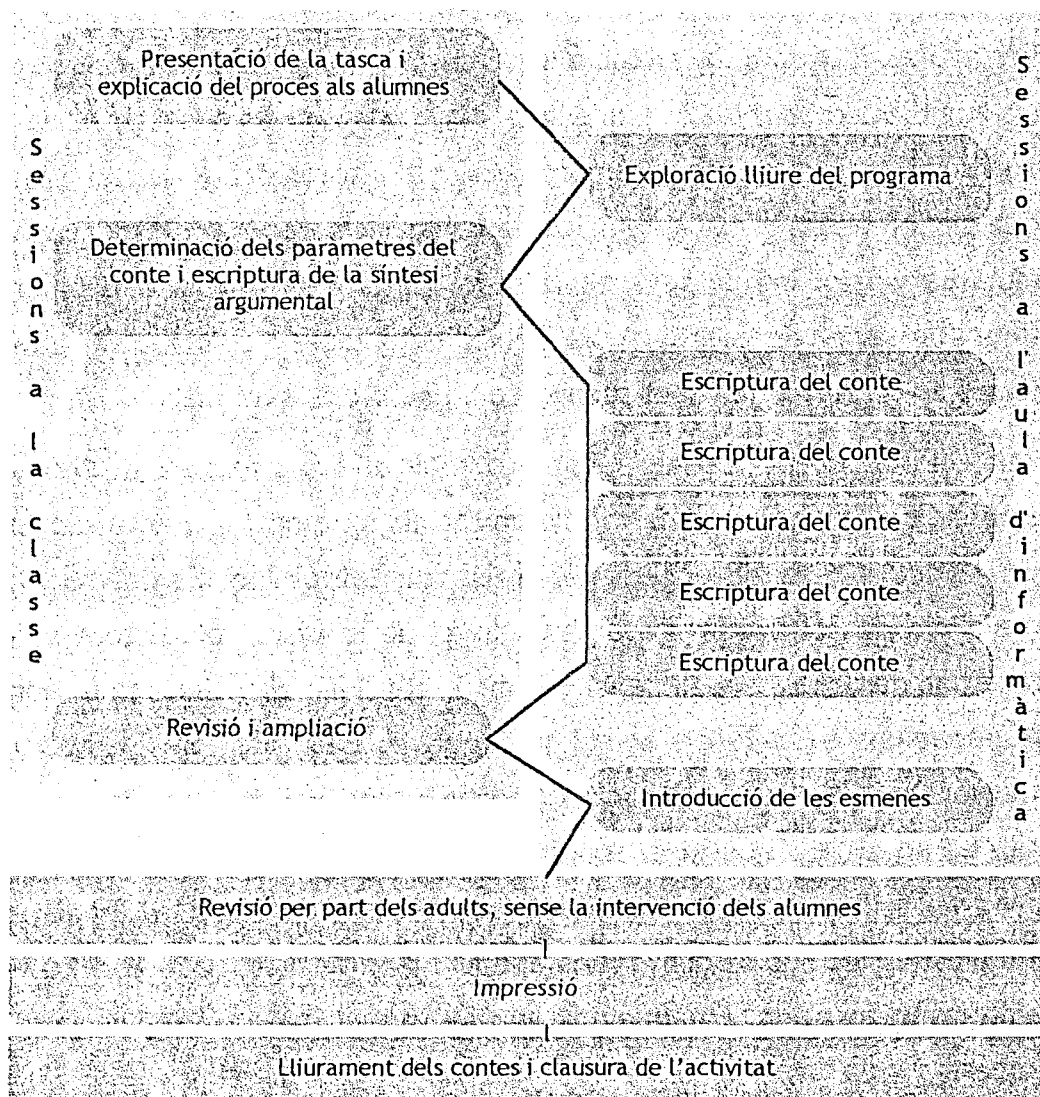 Presentació de la tasca i
explicació del procés als alumnes
Sessions a la classe
Sessions a l'aula d'informàtica
Exploració lliure del programa
Determinació dels paràmetres del
conte i escriptura de la síntesi
argumental
Escriptura del conte
Escriptura del conte
Escriptura del conte
Escriptura del conte
Escriptura del conte
Revisió i ampliació
Introducció de les esmenes
Revisió per part dels adults, sense la intervenció dels alumnes
Impressió
Lliurament dels contes i clausura de l'activitat